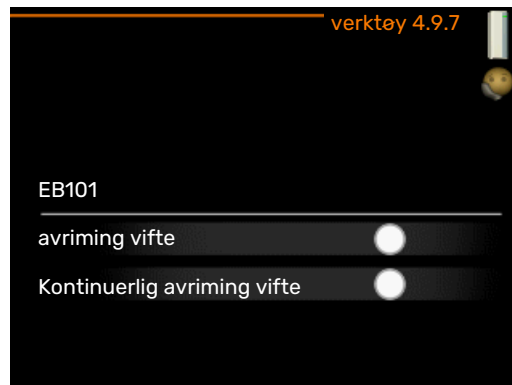 verktøy 4.9.7
EB101
avriming vifte
Kontinuerlig avriming vifte